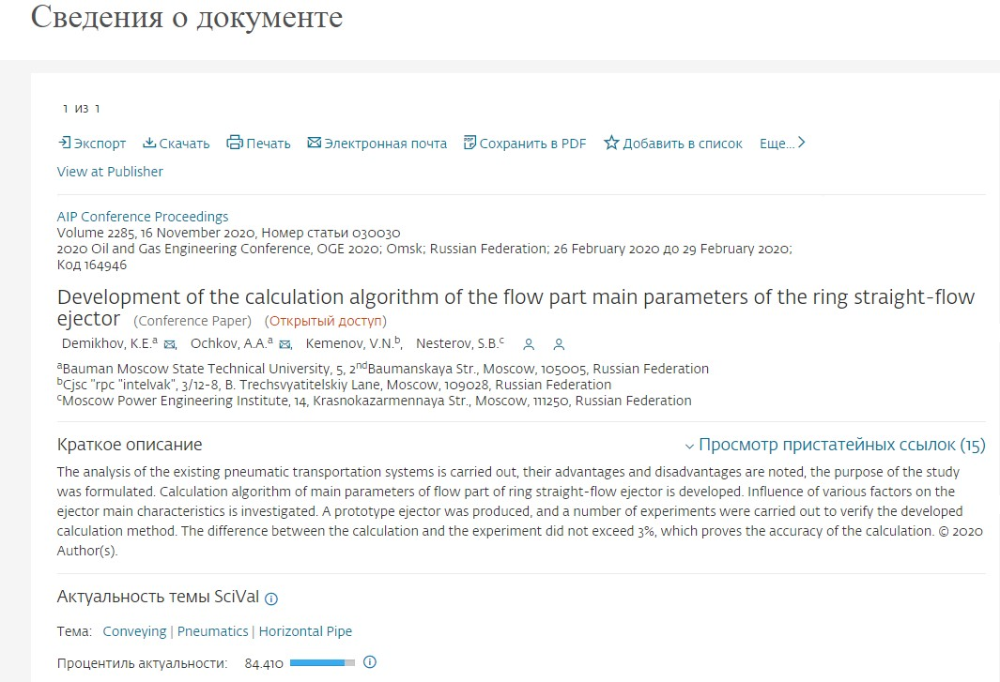 Сведения о документе
1 из 1
Экспорт Скачать Печать Электронная почта Сохранить в PDF Добавить в список Еще...
View at Publisher
AIP Conference Proceedings
Volume 2285, 16 November 2020, Номер статьи 030030
2020 Oil and Gas Engineering Conference, OGE 2020; Omsk; Russian Federation; 26 February 2020 до 29 February 2020;
Код 164946
Development of the calculation algorithm of the flow part main parameters of the ring straight-flow
ejector (Conference Paper) (Открытый доступ)
Demikhov, K.E.a, Ochkov, A.A.a, Kemenov, V.N.b, Nesterov, S.B.c
aBauman Moscow State Technical University, 5, 2ndBaumanskaya Str., Moscow, 105005, Russian Federation
bCjsc "rpc "intelvak", 3/12-8, B. Trechsvyatitelskiy Lane, Moscow, 109028, Russian Federation
cMoscow Power Engineering Institute, 14, Krasnokazarmennaya Str., Moscow, 111250, Russian Federation
Краткое описание Просмотр пристатейных ссылок (15)
The analysis of the existing pneumatic transportation systems is carried out, their advantages and disadvantages are noted, the purpose of the study
was formulated. Calculation algorithm of main parameters of flow part of ring straight-flow ejector is developed. Influence of various factors on the
ejector main characteristics is investigated. A prototype ejector was produced, and a number of experiments were carried out to verify the developed
calculation method. The difference between the calculation and the experiment did not exceed 3%, which proves the accuracy of the calculation. © 2020
Author(s).
Актуальность темы SciVal
Тема: Conveying | Pneumatics | Horizontal Pipe
Процентиль актуальности: 84.410